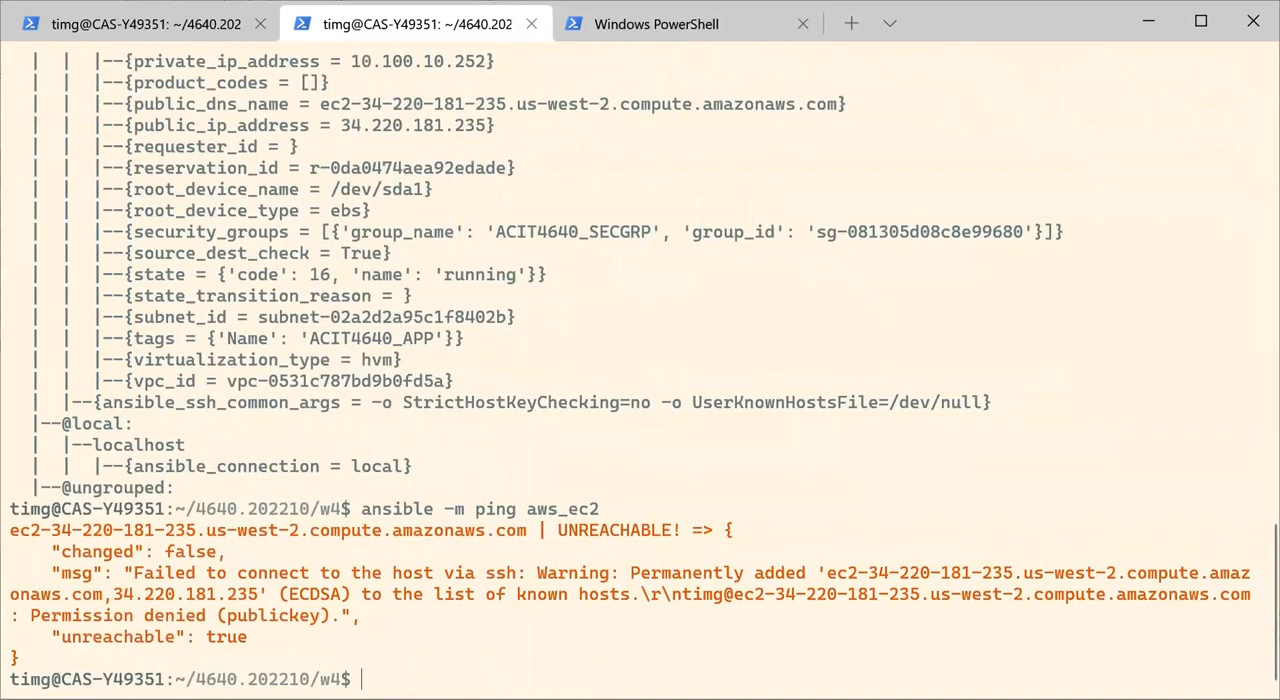 timg@CAS-Y49351: ~/4640.202
timg@CAS-Y49351: ~/4640.202
Windows PowerShell
|  |  |--{private_ip_address = 10.100.10.252}
|  |  |--{product_codes = []}
|  |  |--{public_dns_name = ec2-34-220-181-235.us-west-2.compute.amazonaws.com}
|  |  |--{public_ip_address = 34.220.181.235}
|  |  |--{requester_id = }
|  |  |--{reservation_id = r-0da0474aea92edade}
|  |  |--{root_device_name = /dev/sda1}
|  |  |--{root_device_type = ebs}
|  |  |--{security_groups = [{'group_name': 'ACIT4640_SECGRP', 'group_id': 'sg-081305d08c8e99680'}]}
|  |  |--{source_dest_check = True}
|  |  |--{state = {'code': 16, 'name': 'running'}}
|  |  |--{state_transition_reason = }
|  |  |--{subnet_id = subnet-02a2d2a95c1f8402b}
|  |  |--{tags = {'Name': 'ACIT4640_APP'}}
|  |  |--{virtualization_type = hvm}
|  |  |--{vpc_id = vpc-0531c787bd9b0fd5a}
|  |--{ansible_ssh_common_args = -o StrictHostKeyChecking=no -o UserKnownHostsFile=/dev/null}
|--@local:
|  |--localhost
|  |  |--{ansible_connection = local}
|--@ungrouped:
timg@CAS-Y49351:~/4640.202210/w4$ ansible -m ping aws_ec2
ec2-34-220-181-235.us-west-2.compute.amazonaws.com | UNREACHABLE! => {
    "changed": false,
    "msg": "Failed to connect to the host via ssh: Warning: Permanently added 'ec2-34-220-181-235.us-west-2.compute.amaz
onaws.com,34.220.181.235' (ECDSA) to the list of known hosts.\r\ntimg@ec2-34-220-181-235.us-west-2.compute.amazonaws.com
: Permission denied (publickey).",
    "unreachable": true
}
timg@CAS-Y49351:~/4640.202210/w4$